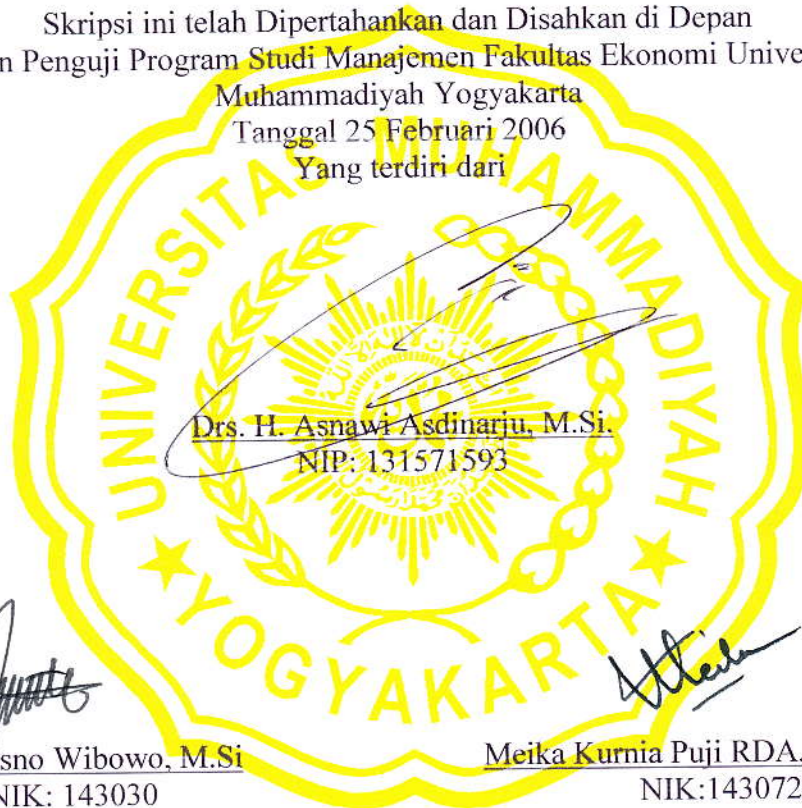 Skripsi ini telah Dipertahankan dan Disahkan di Depan
n Penguji Program Studi Manajemen Fakultas Ekonomi Unive
Muhammadiyah Yogyakarta
Tanggal 25 Februari 2006
Yang terdiri dari
UNIVERSITAS MUHAMMADIYAH
YOGYAKARTA
Drs. H. Asnawi Asdinarju, M.Si.
NIP: 131571593
sno Wibowo, M.Si
NIK: 143030
Meika Kurnia Puji RDA,
NIK:143072